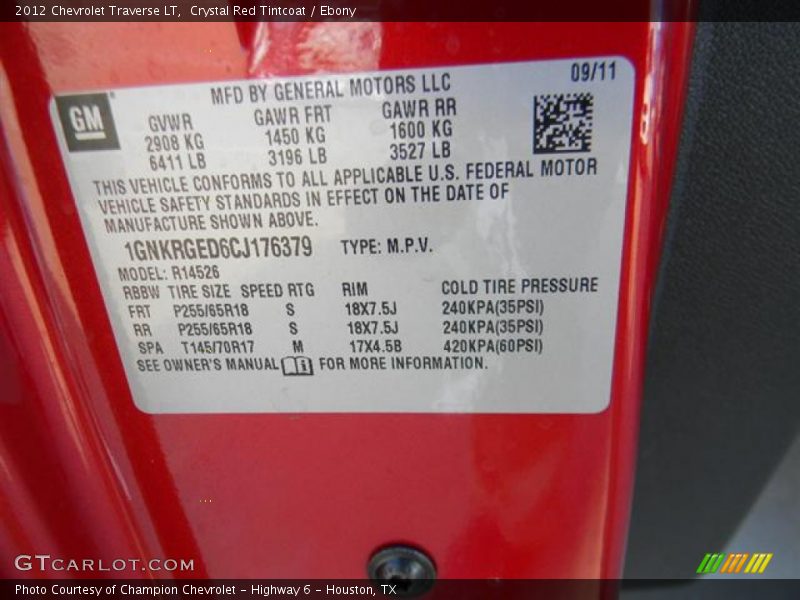 2012 Chevrolet Traverse LT, Crystal Red Tintcoat / Ebony
MFD BY GENERAL MOTORS LLC 09/11
GM
GVWR GAWR FRT GAWR RR
2908 KG 1450 KG 1600 KG
6411 LB 3196 LB 3527 LB
THIS VEHICLE CONFORMS TO ALL APPLICABLE U.S. FEDERAL MOTOR
VEHICLE SAFETY STANDARDS IN EFFECT ON THE DATE OF
MANUFACTURE SHOWN ABOVE.
1GNKRGED6CJ176379 TYPE: M.P.V.
MODEL: R14526
RBBW TIRE SIZE SPEED RTG RIM COLD TIRE PRESSURE
FRT P255/65R18 S 18X7.5J 240KPA(35PSI)
RR P255/65R18 S 18X7.5J 240KPA(35PSI)
SPA T145/70R17 M 17X4.5B 420KPA(60PSI)
SEE OWNER'S MANUAL FOR MORE INFORMATION.
GTCARLOT.COM
Photo Courtesy of Champion Chevrolet - Highway 6 - Houston, TX